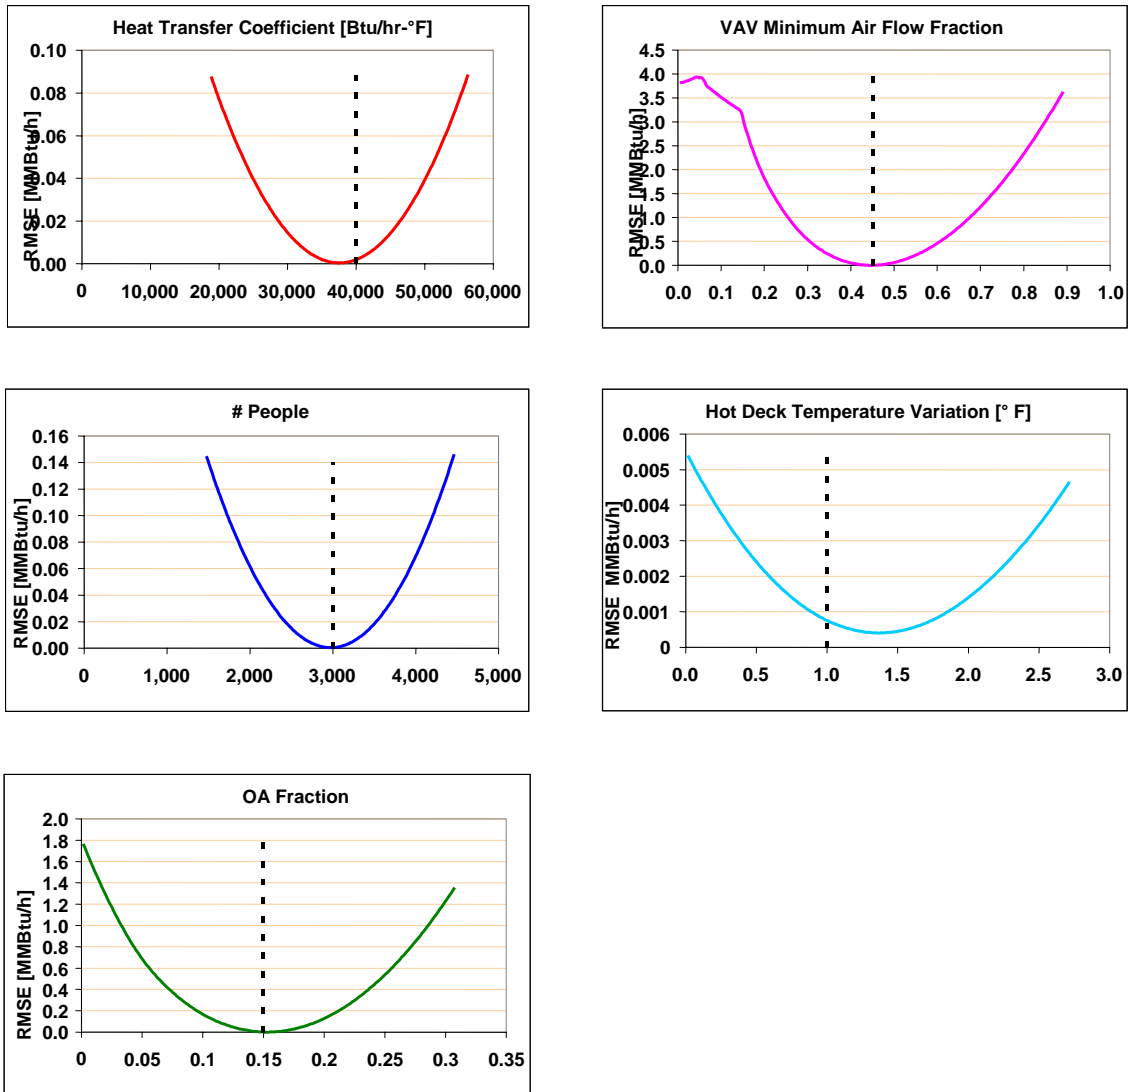 Heat Transfer Coefficient [Btu/hr-°F]
RMSE [MMBtu/h]
0.10
0.08
0.06
0.04
0.02
0.00
0 10,000 20,000 30,000 40,000 50,000 60,000
VAV Minimum Air Flow Fraction
RMSE [MMBtu/h]
4.5
4.0
3.5
3.0
2.5
2.0
1.5
1.0
0.5
0.0
0.0 0.1 0.2 0.3 0.4 0.5 0.6 0.7 0.8 0.9 1.0
# People
RMSE [MMBtu/h]
0.16
0.14
0.12
0.10
0.08
0.06
0.04
0.02
0.00
0 1,000 2,000 3,000 4,000 5,000
Hot Deck Temperature Variation [° F]
RMSE MMBtu/h]
0.006
0.005
0.004
0.003
0.002
0.001
0
0.0 0.5 1.0 1.5 2.0 2.5 3.0
OA Fraction
RMSE [MMBtu/h]
2.0
1.8
1.6
1.4
1.2
1.0
0.8
0.6
0.4
0.2
0.0
0 0.05 0.1 0.15 0.2 0.25 0.3 0.35